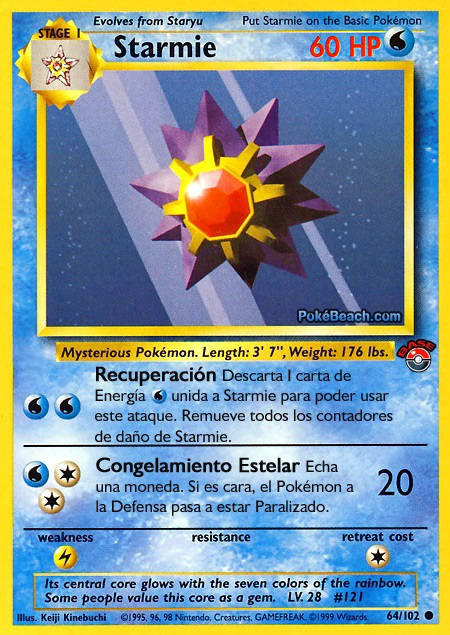 Evolves from Staryu
Put Starmie on the Basic Pokémon
STAGE 1
Starmie
60 HP
PokéBeach.com
Mysterious Pokémon. Length: 3' 7", Weight: 176 lbs.
BASE
Recuperación Descarta 1 carta de
Energía unida a Starmie para poder usar
este ataque. Remueve todos los contadores
de daño de Starmie.
Congelamiento Estelar Echa
una moneda. Si es cara, el Pokémon a
la Defensa pasa a estar Paralizado.
20
weakness
resistance
retreat cost
Its central core glows with the seven colors of the rainbow.
Some people value this core as a gem. LV. 28 #121
Illus. Keiji Kinebuchi ©1995, 96, 98 Nintendo, Creatures, GAMEFREAK. ©1999 Wizards. 64/102